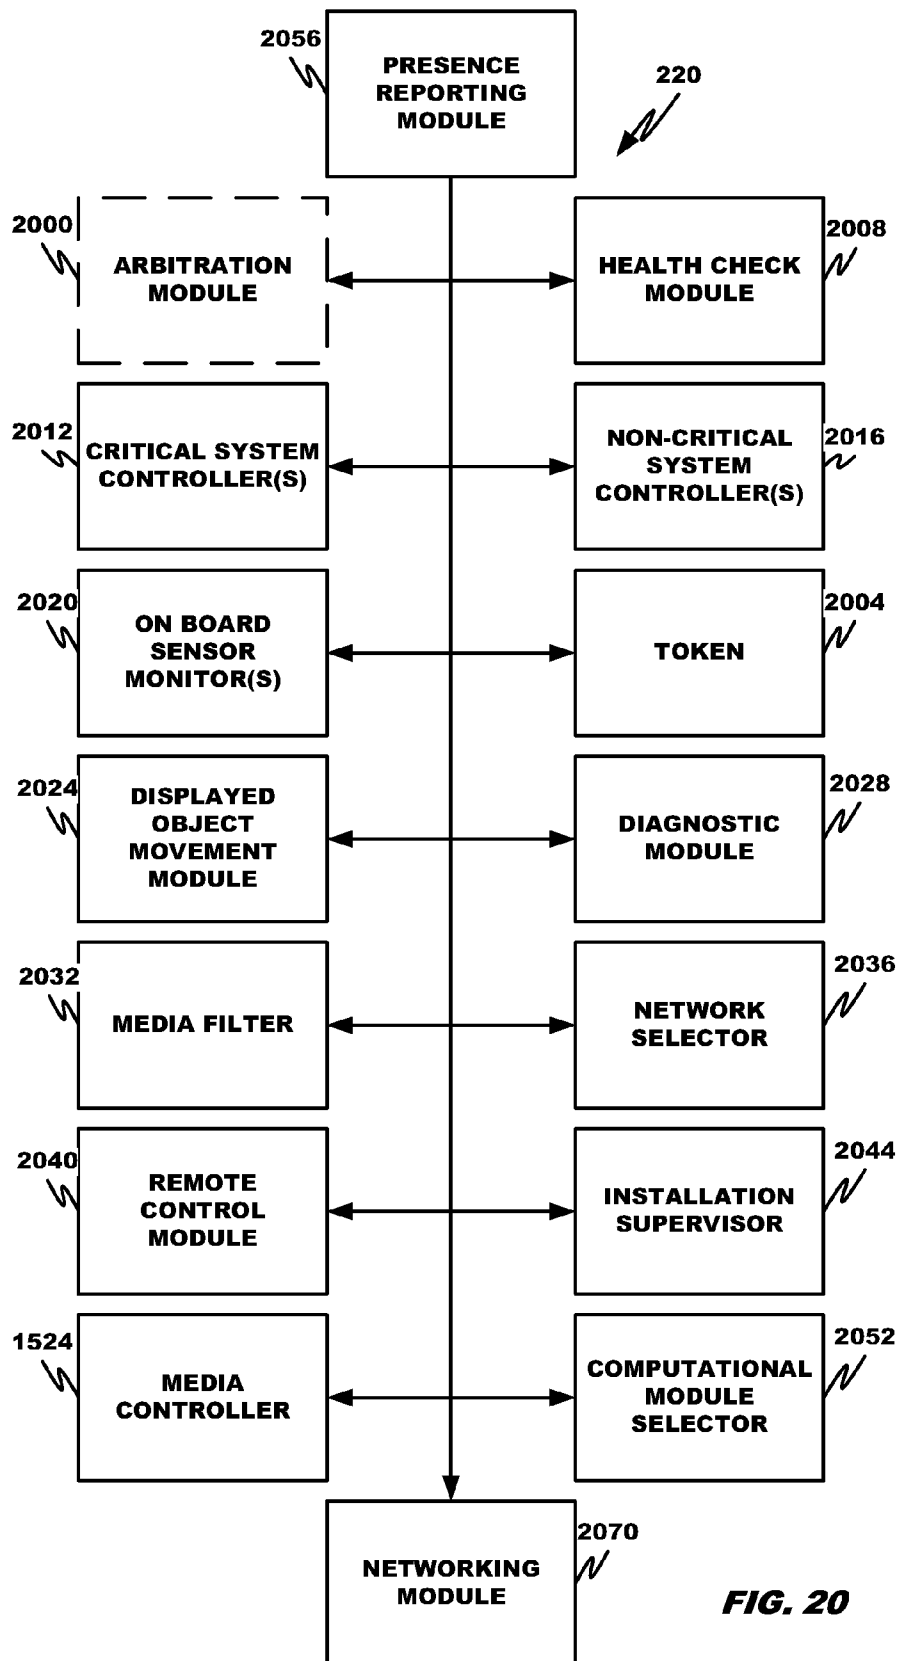 2056
PRESENCE
REPORTING
MODULE
220
2000
ARBITRATION
MODULE
2008
HEALTH CHECK
MODULE
2012
CRITICAL SYSTEM
CONTROLLER(S)
2016
NON-CRITICAL
SYSTEM
CONTROLLER(S)
2020
ON BOARD
SENSOR
MONITOR(S)
2004
TOKEN
2024
DISPLAYED
OBJECT
MOVEMENT
MODULE
2028
DIAGNOSTIC
MODULE
2032
MEDIA FILTER
2036
NETWORK
SELECTOR
2040
REMOTE
CONTROL
MODULE
2044
INSTALLATION
SUPERVISOR
1524
MEDIA
CONTROLLER
2052
COMPUTATIONAL
MODULE
SELECTOR
2070
NETWORKING
MODULE
FIG. 20